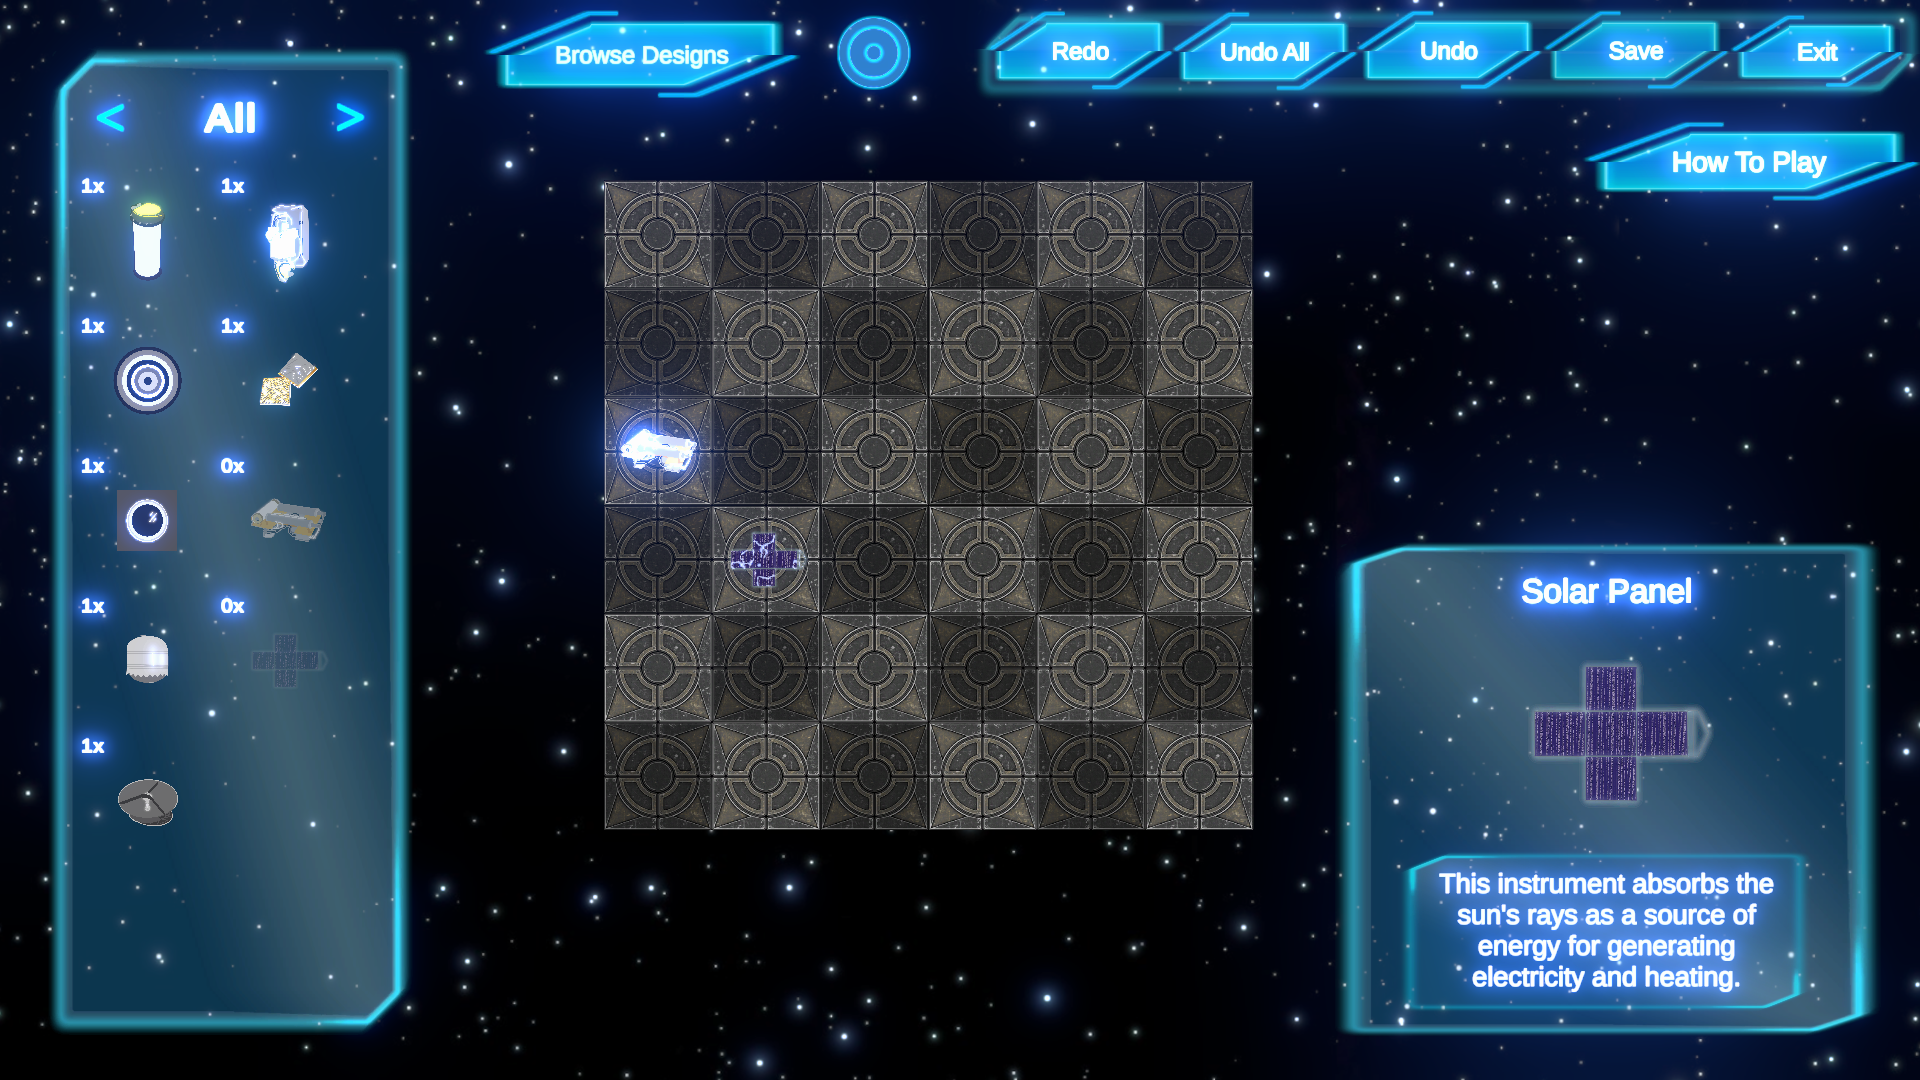 Browse Designs
Redo
Undo All
Undo
Save
Exit
How To Play
< All >
1x
1x
1x
1x
1x
0x
1x
0x
1x
Solar Panel
This instrument absorbs the
sun's rays as a source of
energy for generating
electricity and heating.